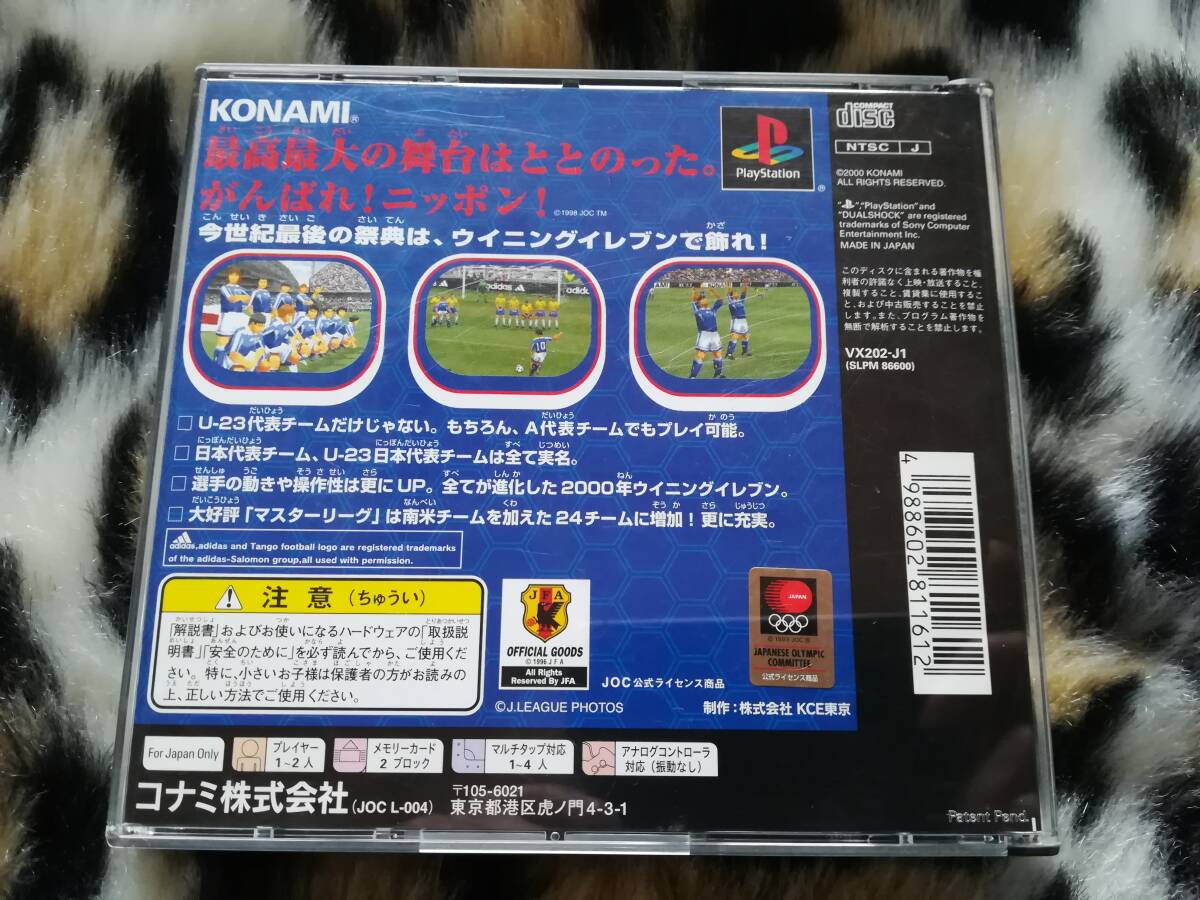 KONAMI®
最高最大の舞台はととのった。
がんばれ!ニッポン!
©1998 JOC TM
今世紀最後の祭典は、ウイニングイレブンで飾れ!
adidas
adidas
10
□ U-23代表チームだけじゃない。もちろん、A代表チームでもプレイ可能。
□ 日本代表チーム、U-23日本代表チームは全て実名。
□ 選手の動きや操作性は更にUP。全てが進化した2000年ウイニングイレブン。
□ 大好評「マスターリーグ」は南米チームを加えた24チームに増加!更に充実。
adidas,adidas and Tango football logo are registered trademarks
of the adidas-Salomon group,all used with permission.
注意(ちゅうい)
「解説書」およびお使いになるハードウェアの「取扱説
明書」「安全のために」を必ず読んでから、ご使用くだ
さい。特に、小さいお子様は保護者の方がお読みの
上、正しい方法でご使用ください。
JFA
OFFICIAL GOODS
© 1996 J F A
All Rights
Reserved By JFA
JOC公式ライセンス商品
©J.LEAGUE PHOTOS
JAPAN
© 1993 JOC ®
JAPANESE OLYMPIC
COMMITTEE
公式ライセンス商品
制作:株式会社 KCE東京
PlayStation
®
COMPACT
disc
NTSC J
©2000 KONAMI
ALL RIGHTS RESERVED.
" ","PlayStation" and
"DUALSHOCK" are registered
trademarks of Sony Computer
Entertainment Inc.
MADE IN JAPAN
このディスクに含まれる著作物を権
利者の許諾なく上映・放送すること、
複製すること、賃貸業に使用するこ
と、および中古販売することを禁止
します。また、プログラム著作物を
無断で解析することを禁止します。
VX202-J1
(SLPM 86600)
4 988602 811612
For Japan Only
プレイヤー
1~2人
メモリーカード
2 ブロック
マルチタップ対応
1~4 人
アナログコントローラ
対応(振動なし)
コナミ株式会社(JOC L-004)
〒105-6021
東京都港区虎ノ門4-3-1
Patent Pend.